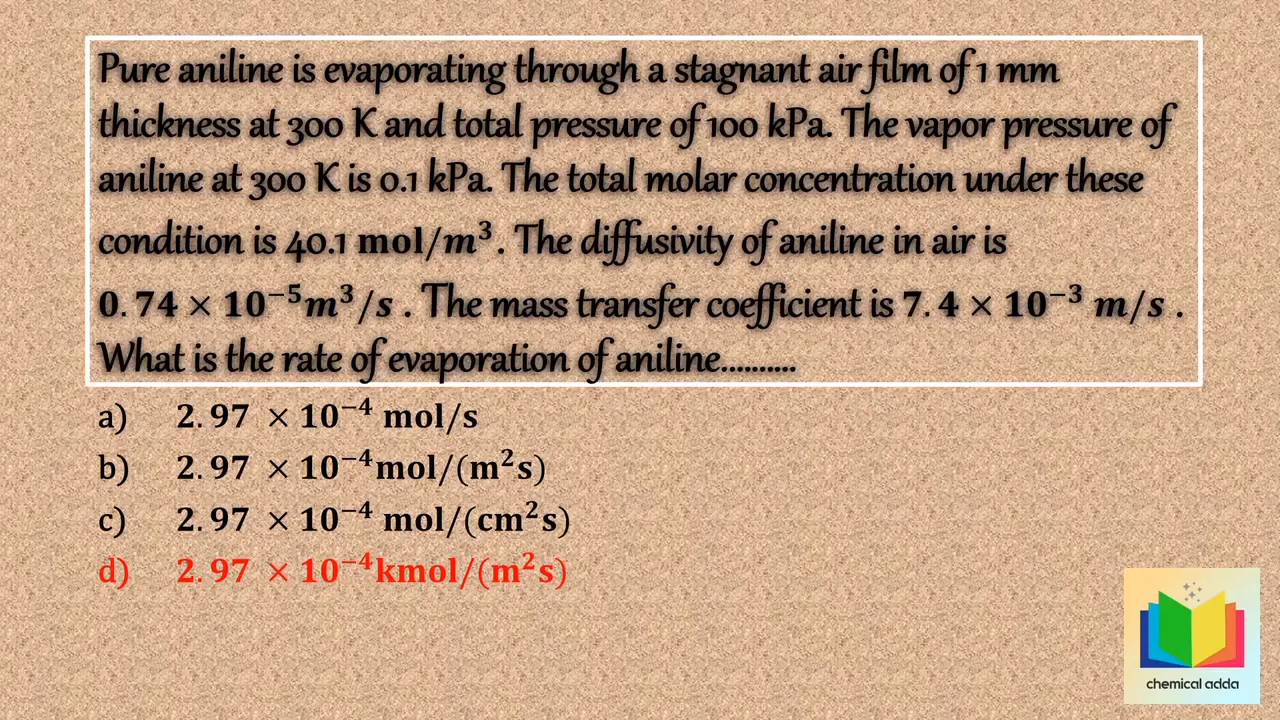 Pure aniline is evaporating through a stagnant air film of 1 mm
thickness at 300 K and total pressure of 100 kPa. The vapor pressure of
aniline at 300 K is 0.1 kPa. The total molar concentration under these
condition is 40.1 mol/m³. The diffusivity of aniline in air is
0.74 × 10⁻⁵m³/s . The mass transfer coefficient is 7.4 × 10⁻³ m/s .
What is the rate of evaporation of aniline..........
a) 2.97 × 10⁻⁴ mol/s
b) 2.97 × 10⁻⁴mol/(m²s)
c) 2.97 × 10⁻⁴ mol/(cm²s)
d) 2.97 × 10⁻⁴kmol/(m²s)
chemical adda